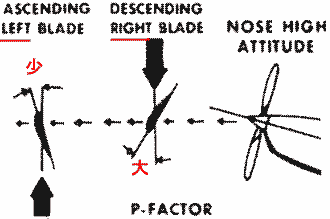 ASCENDING
LEFT BLADE
DESCENDING
RIGHT BLADE
NOSE HIGH
ATTITUDE
少
大
P-FACTOR